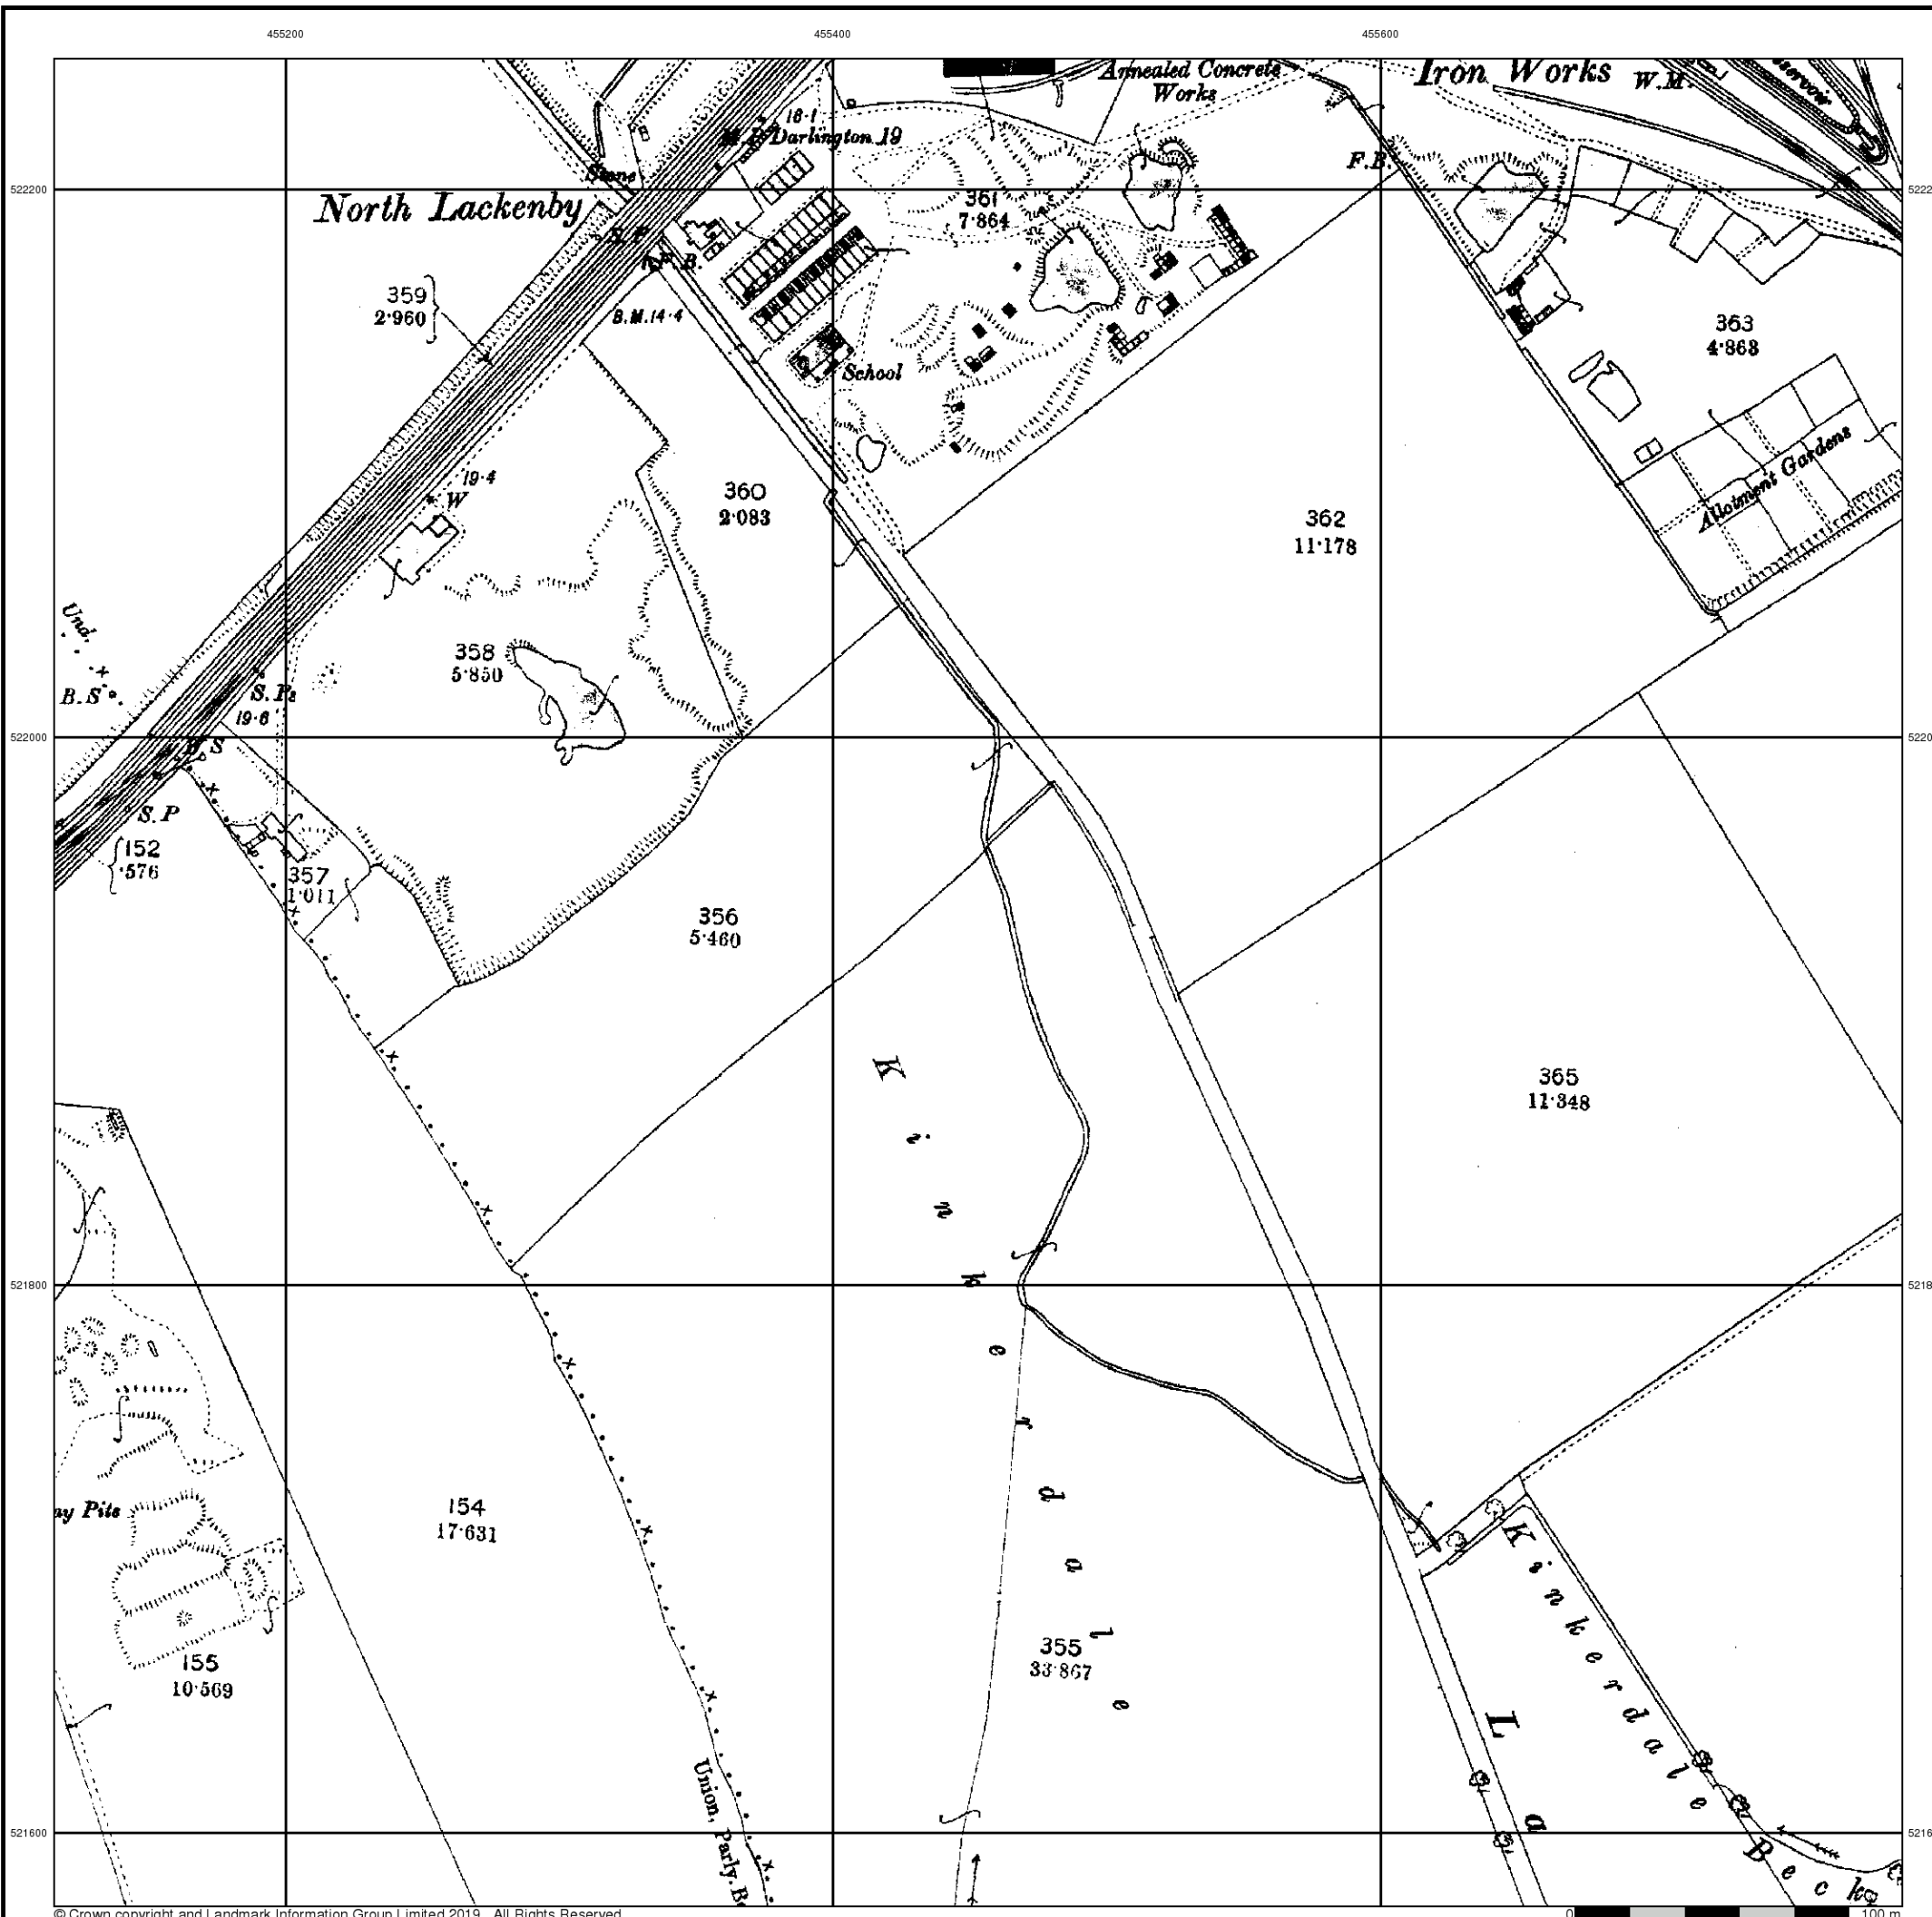 455200
455400
455600
Annealed Concrete
Works
Iron Works
W.M.
16·1
M.P. Darlington 19
Stone
F.B.
522200
North Lackenby
361
7·864
S.P
F.B.
359
2·960
B.M. 14·4
363
4·863
School
19·4
W
360
2·083
362
11·178
Allotment Gardens
Und.
358
5·850
B.S
S.Ps
19·6
522000
B.S
S.P
152
·576
357
1·011
356
5·460
Kinkerdale
365
11·348
521800
ay Pits
154
17·631
Kinkerdale Beck
355
33·867
155
10·569
La
Union, Parly. Bo
521600
© Crown copyright and Landmark Information Group Limited 2019. All Rights Reserved.
0
100 m